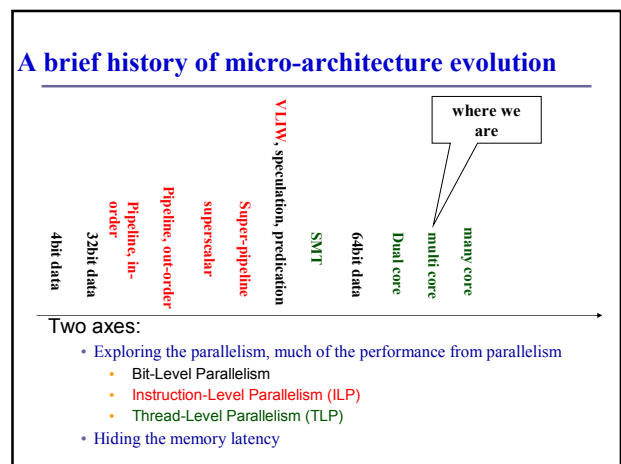 A brief history of micro-architecture evolution
where we
are
4bit data
32bit data
Pipeline, in-
order
Pipeline, out-order
superscalar
Super-pipeline
VLIW, speculation, predication
SMT
64bit data
Dual core
multi core
many core
Two axes:
• Exploring the parallelism, much of the performance from parallelism
• Bit-Level Parallelism
• Instruction-Level Parallelism (ILP)
• Thread-Level Parallelism (TLP)
• Hiding the memory latency